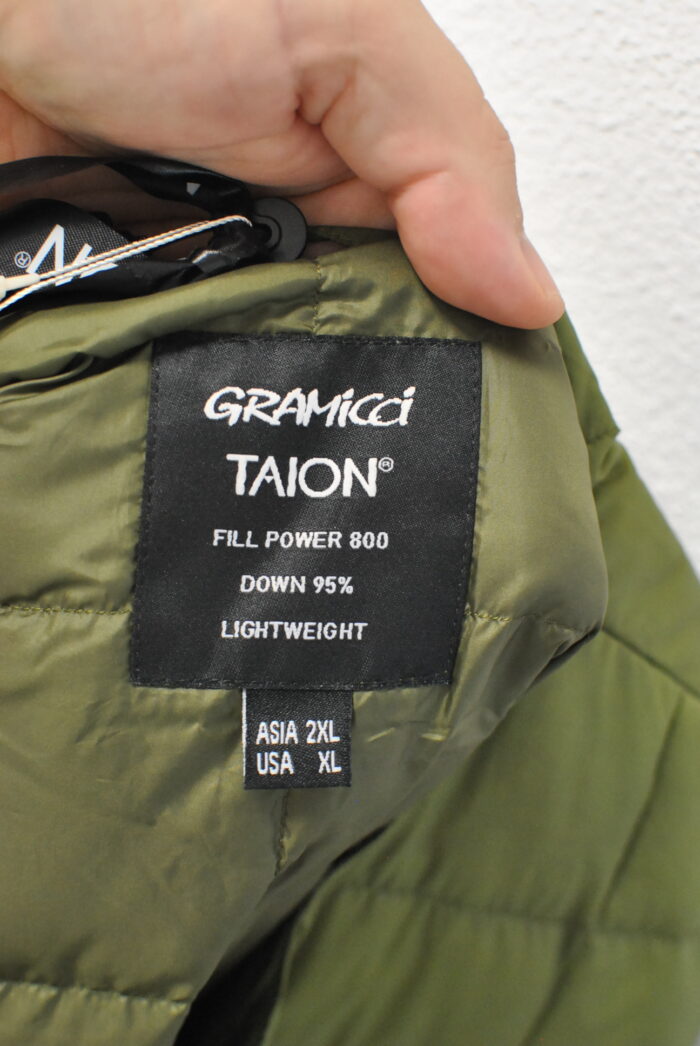 GRAMiCCi
TAION®
FILL POWER 800
DOWN 95%
LIGHTWEIGHT
ASIA 2XL
USA XL